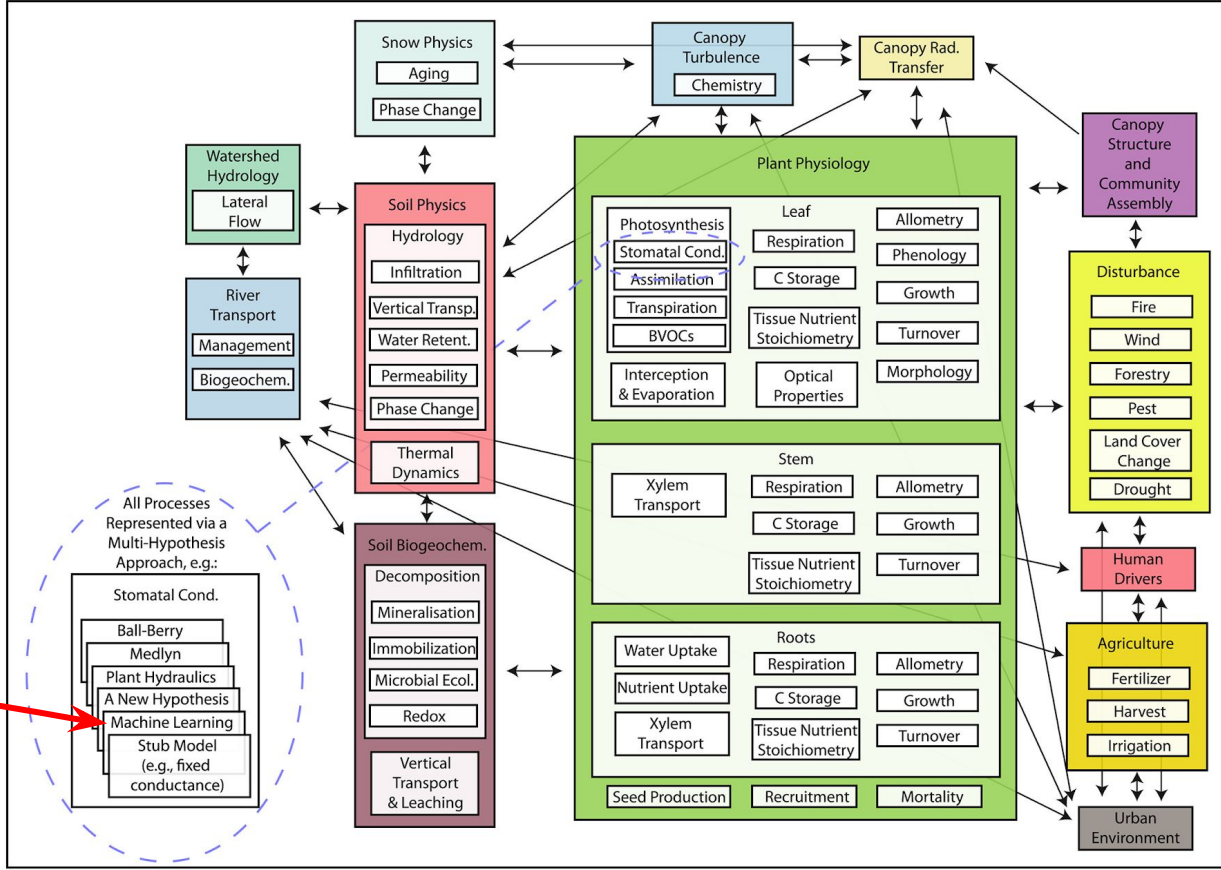 Snow Physics
Aging
Phase Change
Canopy
Turbulence
Chemistry
Canopy Rad.
Transfer
Canopy
Structure
and
Community
Assembly
Watershed
Hydrology
Lateral
Flow
River
Transport
Management
Biogeochem.
Soil Physics
Hydrology
Infiltration
Vertical Transp.
Water Retent.
Permeability
Phase Change
Thermal
Dynamics
Soil Biogeochem.
Decomposition
Mineralisation
Immobilization
Microbial Ecol.
Redox
Vertical
Transport
& Leaching
Plant Physiology
Leaf
Photosynthesis
Stomatal Cond.
Assimilation
Transpiration
BVOCs
Interception
& Evaporation
Respiration
C Storage
Tissue Nutrient
Stoichiometry
Optical
Properties
Allometry
Phenology
Growth
Turnover
Morphology
Stem
Xylem
Transport
Respiration
C Storage
Tissue Nutrient
Stoichiometry
Allometry
Growth
Turnover
Roots
Water Uptake
Nutrient Uptake
Xylem
Transport
Respiration
C Storage
Tissue Nutrient
Stoichiometry
Allometry
Growth
Turnover
Seed Production
Recruitment
Mortality
Disturbance
Fire
Wind
Forestry
Pest
Land Cover
Change
Drought
Human
Drivers
Agriculture
Fertilizer
Harvest
Irrigation
Urban
Environment
All Processes
Represented via a
Multi-Hypothesis
Approach, e.g.:
Stomatal Cond.
Ball-Berry
Medlyn
Plant Hydraulics
A New Hypothesis
Machine Learning
Stub Model
(e.g., fixed
conductance)